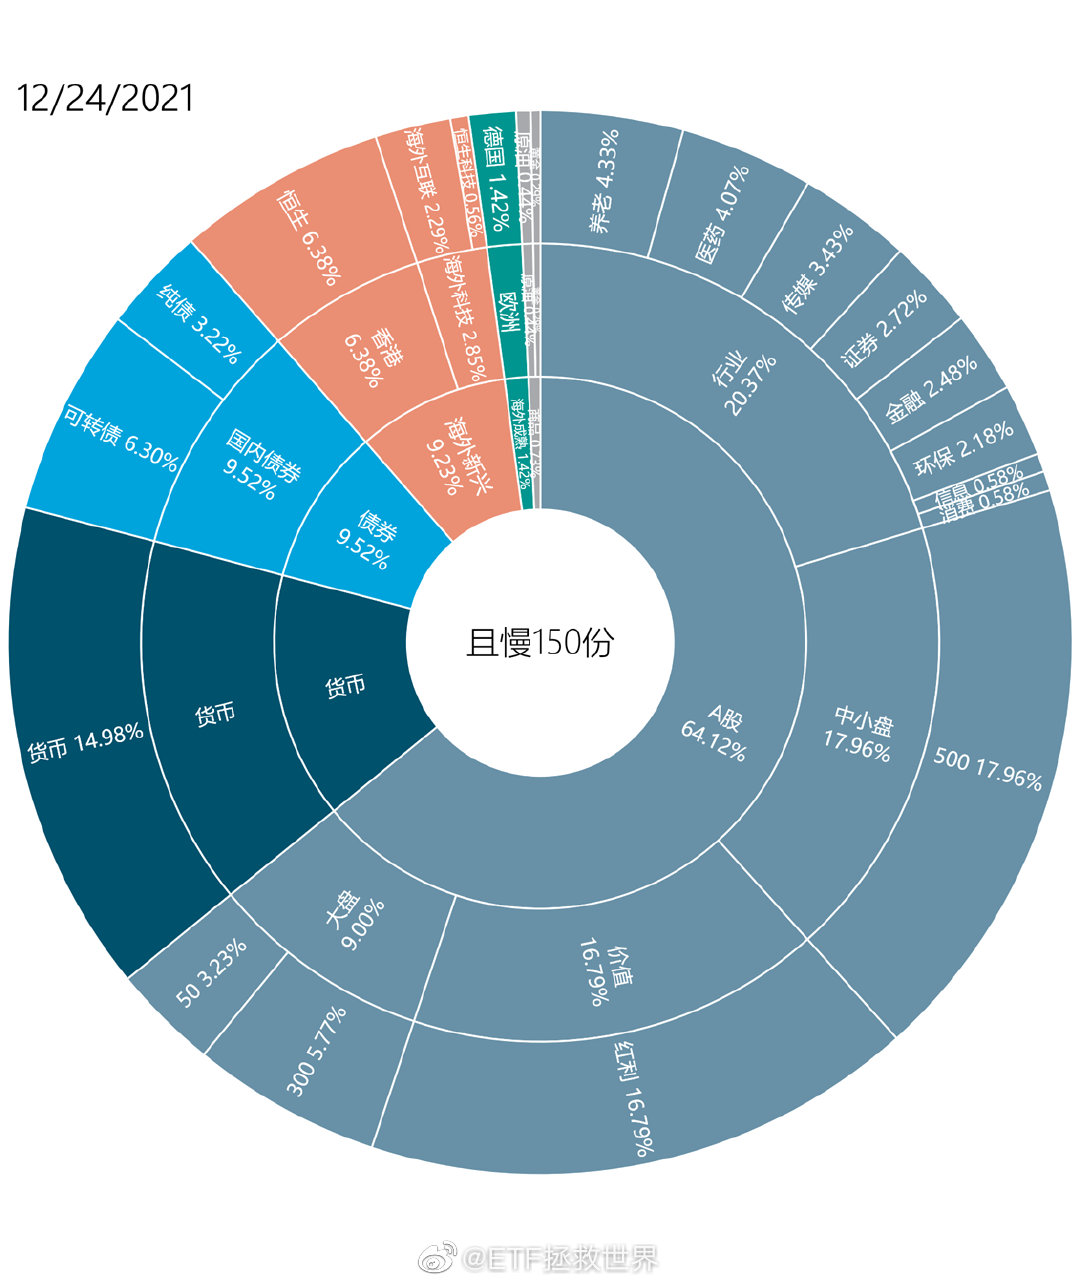 12/24/2021
且慢150份
A股
64.12%
行业
20.37%
养老 4.33%
医药 4.07%
传媒 3.43%
证券 2.72%
金融 2.48%
环保 2.18%
信息 0.58%
消费 0.58%
中小盘
17.96%
500 17.96%
价值
16.79%
红利 16.79%
大盘
9.00%
300 5.77%
50 3.23%
货币
货币
货币 14.98%
债券
9.52%
国内债券
9.52%
可转债 6.30%
纯债 3.22%
海外新兴
9.23%
香港
6.38%
恒生 6.38%
海外科技 2.85%
海外互联 2.29%
恒生科技 0.56%
海外成熟 1.42%
欧洲
德国 1.42%
原油 0.44%
@ETF拯救世界